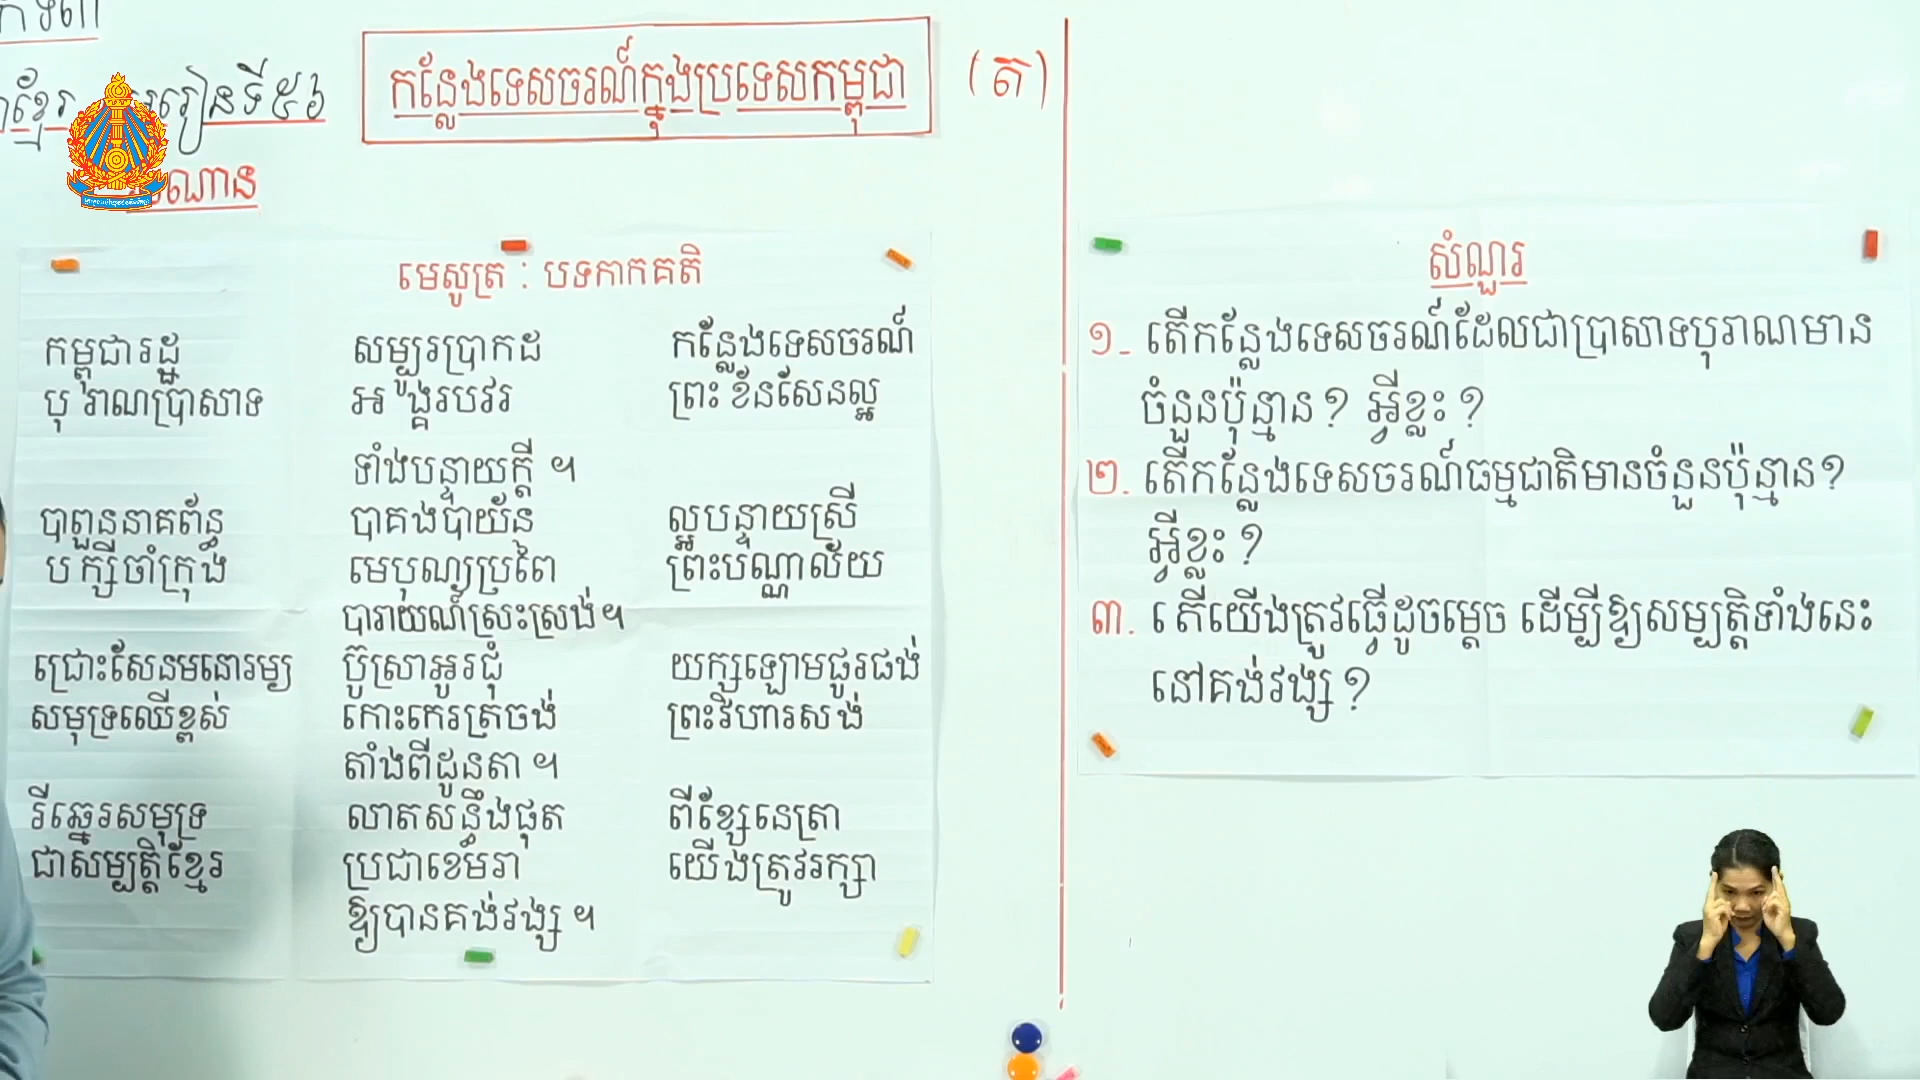 កន្លែងទេសចរណ៍ក្នុងប្រទេសកម្ពុជា (ត)
ខ្មែរ
រៀនទី៥៦
ណាន
មេសូត្រ : បទកាកគតិ
កម្ពុជារដ្ឋ សម្បូរប្រាកដ កន្លែងទេសចរណ៍
បុរាណប្រាសាទ អង្គរបវរ ព្រះខ័នសែនល្អ
ទាំងបន្ទាយក្ដី ។
បាពួននាគព័ន្ធ បាគងបាយ័ន ល្អបន្ទាយស្រី
បក្សីចាំក្រុង មេបុណ្យប្រពៃ ព្រះបណ្ណាល័យ
បារាយណ៍ស្រះស្រង់។
ជ្រោះសែនមនោរម្យ ប៊ូស្រាអូរជុំ យក្សឡោមផូរផង់
សមុទ្រឈើខ្ពស់ កោះកេរត្រចង់ ព្រះវិហារសង់
តាំងពីដូនតា ។
រីឆ្នេរសមុទ្រ លាតសន្ធឹងផុត ពីខ្សែនេត្រា
ជាសម្បត្តិខ្មែរ ប្រជាខេមរា យើងត្រូវរក្សា
ឱ្យបានគង់វង្ស ។
សំណួរ
១- តើកន្លែងទេសចរណ៍ដែលជាប្រាសាទបុរាណមាន
ចំនួនប៉ុន្មាន ? អ្វីខ្លះ ?
២. តើកន្លែងទេសចរណ៍ធម្មជាតិមានចំនួនប៉ុន្មាន ?
អ្វីខ្លះ ?
៣. តើយើងត្រូវធ្វើដូចម្ដេច ដើម្បីឱ្យសម្បត្តិទាំងនេះ
នៅគង់វង្ស ?